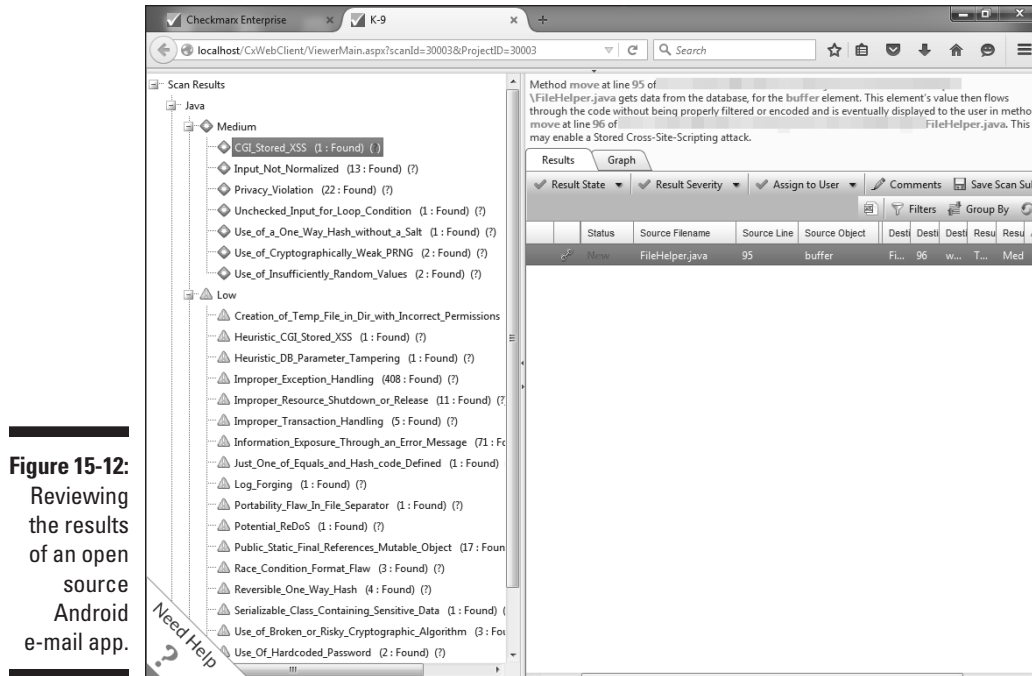 Checkmarx Enterprise
K-9
localhost/CxWebClient/ViewerMain.aspx?scanId=30003&ProjectID=30003
Search
Scan Results
Java
Medium
CGI_Stored_XSS (1 : Found) (?)
Input_Not_Normalized (13 : Found) (?)
Privacy_Violation (22 : Found) (?)
Unchecked_Input_for_Loop_Condition (1 : Found) (?)
Use_of_a_One_Way_Hash_without_a_Salt (1 : Found) (?)
Use_of_Cryptographically_Weak_PRNG (2 : Found) (?)
Use_of_Insufficiently_Random_Values (2 : Found) (?)
Low
Creation_of_Temp_File_in_Dir_with_Incorrect_Permissions
Heuristic_CGI_Stored_XSS (1 : Found) (?)
Heuristic_DB_Parameter_Tampering (1 : Found) (?)
Improper_Exception_Handling (408 : Found) (?)
Improper_Resource_Shutdown_or_Release (11 : Found) (?
Improper_Transaction_Handling (5 : Found) (?)
Information_Exposure_Through_an_Error_Message (71 : Fo
Just_One_of_Equals_and_Hash_code_Defined (1 : Found)
Log_Forging (1 : Found) (?)
Portability_Flaw_In_File_Separator (1 : Found) (?)
Potential_ReDoS (1 : Found) (?)
Public_Static_Final_References_Mutable_Object (17 : Foun
Race_Condition_Format_Flaw (3 : Found) (?)
Reversible_One_Way_Hash (4 : Found) (?)
Serializable_Class_Containing_Sensitive_Data (1 : Found) (
Use_of_Broken_or_Risky_Cryptographic_Algorithm (3 : Fou
Use_Of_Hardcoded_Password (2 : Found) (?)
Need Help
?
Method move at line 95 of
\FileHelper.java gets data from the database, for the buffer element. This element's value then flows
through the code without being properly filtered or encoded and is eventually displayed to the user in metho
move at line 96 of FileHelper.java. This
may enable a Stored Cross-Site-Scripting attack.
Results Graph
Result State Result Severity Assign to User Comments Save Scan Sul
Filters Group By
Status Source Filename Source Line Source Object Desti Desti Desti Resu Resu
New FileHelper.java 95 buffer Fi... 96 w... T... Med
Figure 15-12:
Reviewing
the results
of an open
source
Android
e-mail app.